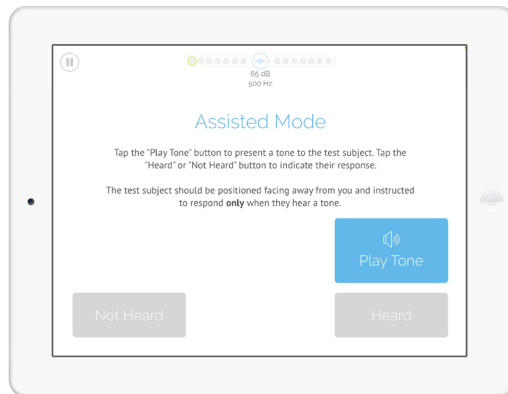 65 dB
500 Hz
Assisted Mode
Tap the "Play Tone" button to present a tone to the test subject. Tap the
"Heard" or "Not Heard" button to indicate their response.
The test subject should be positioned facing away from you and instructed
to respond only when they hear a tone.
Play Tone
Not Heard
Heard